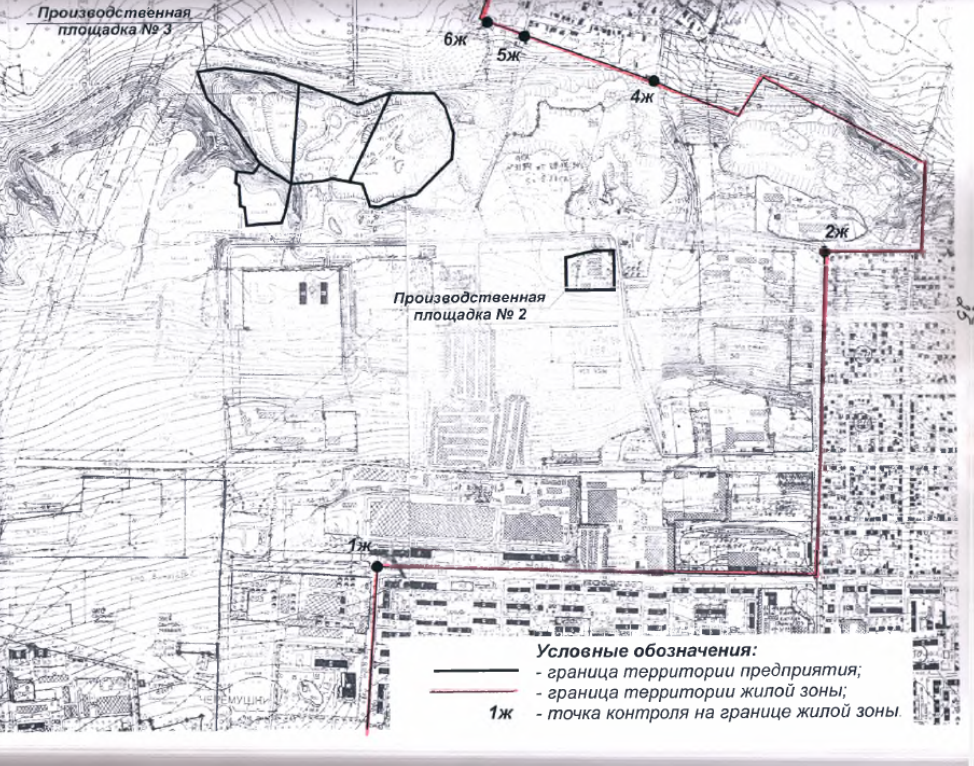 Производственная
площадка № 3
6ж
5ж
4ж
2ж
Производственная
площадка № 2
1ж
Условные обозначения:
- граница территории предприятия;
- граница территории жилой зоны;
1ж - точка контроля на границе жилой зоны.